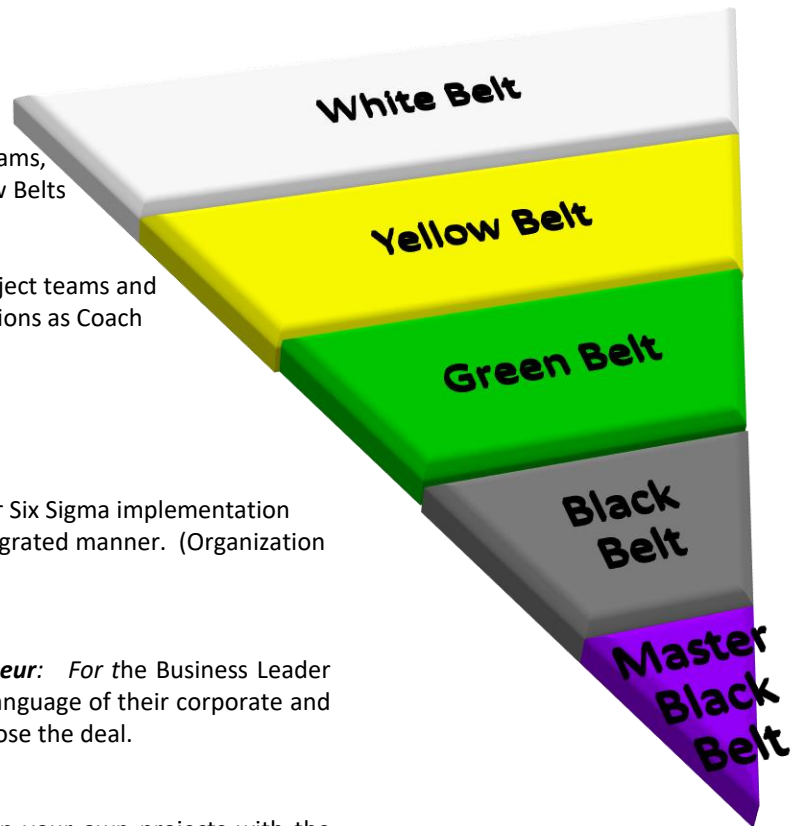 White Belt
ams,
w Belts
Yellow Belt
ject teams and
ions as Coach
Green Belt
r Six Sigma implementation
egrated manner.  (Organization
Black
Belt
eur:   For the Business Leader
anguage of their corporate and
ose the deal.
Master
Black
Belt